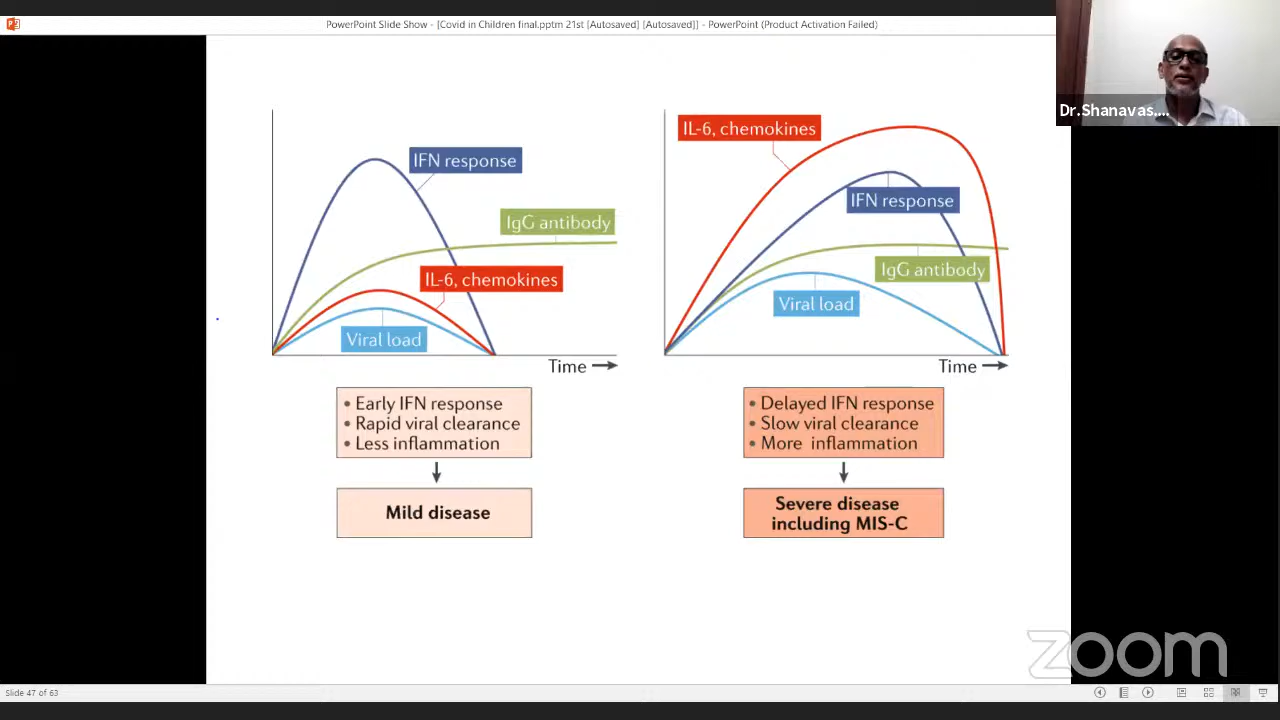 PowerPoint Slide Show - [Covid in Children final.pptm 21st [Autosaved] [Autosaved]] - PowerPoint (Product Activation Failed)
Dr.Shanavas....
IFN response
IgG antibody
IL-6, chemokines
Viral load
Time
• Early IFN response
• Rapid viral clearance
• Less inflammation
Mild disease
IL-6, chemokines
IFN response
IgG antibody
Viral load
Time
• Delayed IFN response
• Slow viral clearance
• More inflammation
Severe disease
including MIS-C
zoom
Slide 47 of 63